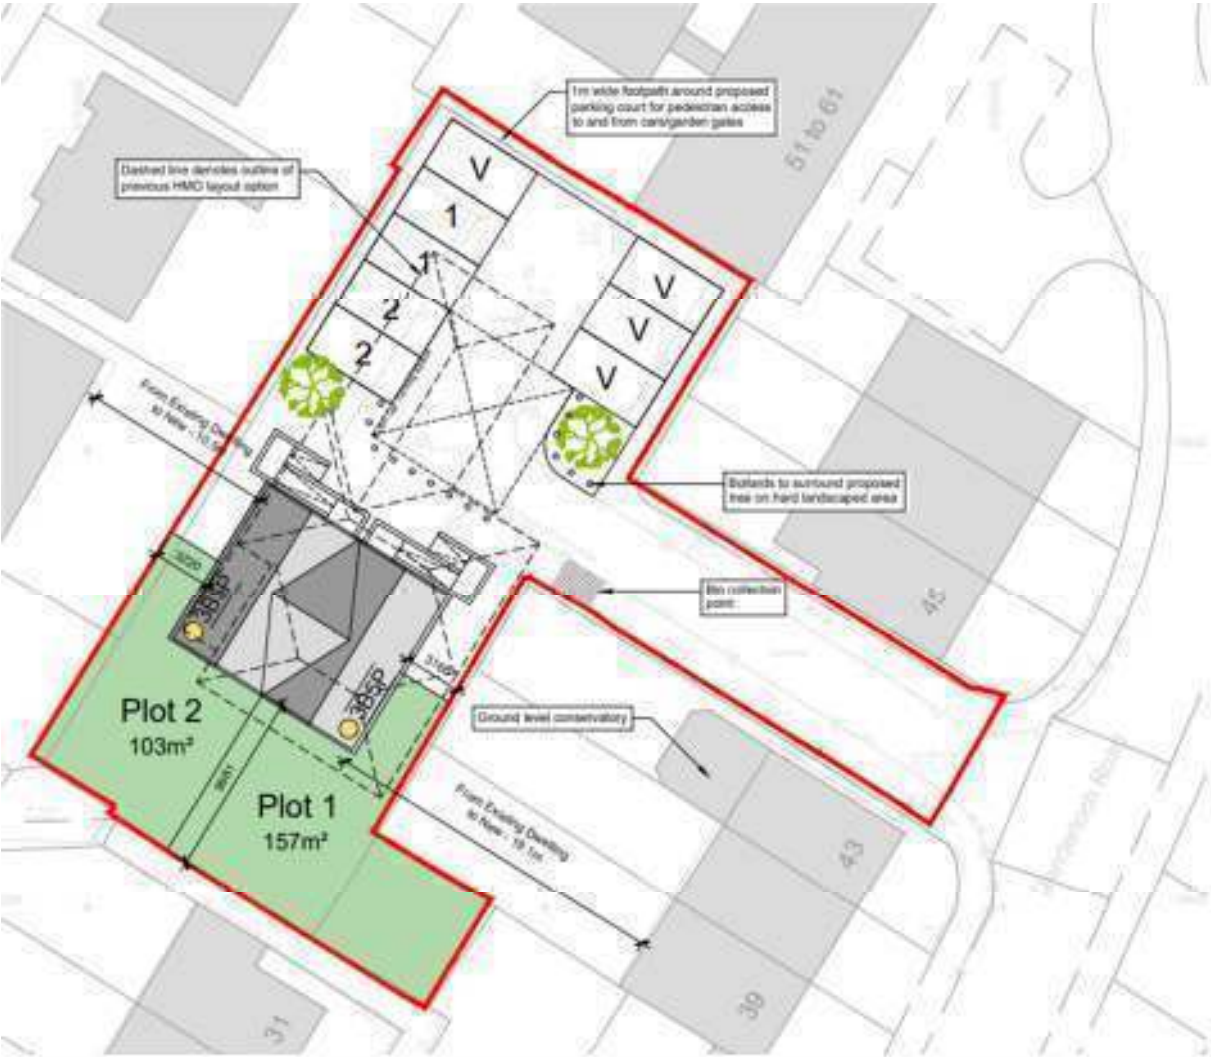 1m wide footpath around proposed
parking court for pedestrian access
to and from cars/garden gates
51 to 61
Dashed line denotes outline of
previous HMO layout option
V
1
1
2
2
V
V
V
From Existing Dwelling
to New -
Bollards to surround proposed
tree on hard landscaped area
Bin collection
point
45
3B5P
3B5P
Plot 2
103m²
Ground level conservatory
Plot 1
157m²
From Existing Dwelling
to New - 19.1m
43
39
31
Road